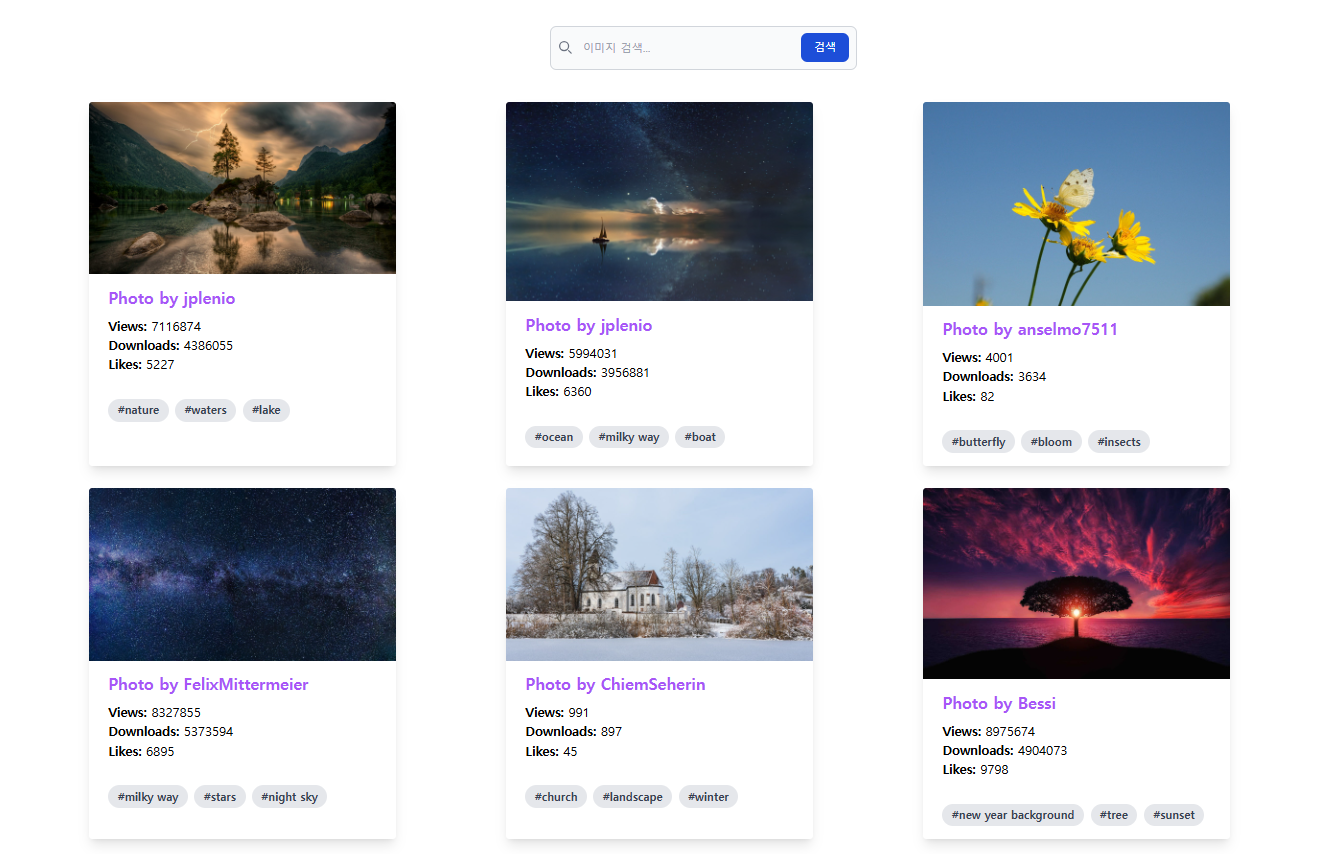 이미지 검색...
검색
Photo by jplenio
Views: 7116874
Downloads: 4386055
Likes: 5227
#nature #waters #lake
Photo by jplenio
Views: 5994031
Downloads: 3956881
Likes: 6360
#ocean #milky way #boat
Photo by anselmo7511
Views: 4001
Downloads: 3634
Likes: 82
#butterfly #bloom #insects
Photo by FelixMittermeier
Views: 8327855
Downloads: 5373594
Likes: 6895
#milky way #stars #night sky
Photo by ChiemSeherin
Views: 991
Downloads: 897
Likes: 45
#church #landscape #winter
Photo by Bessi
Views: 8975674
Downloads: 4904073
Likes: 9798
#new year background #tree #sunset